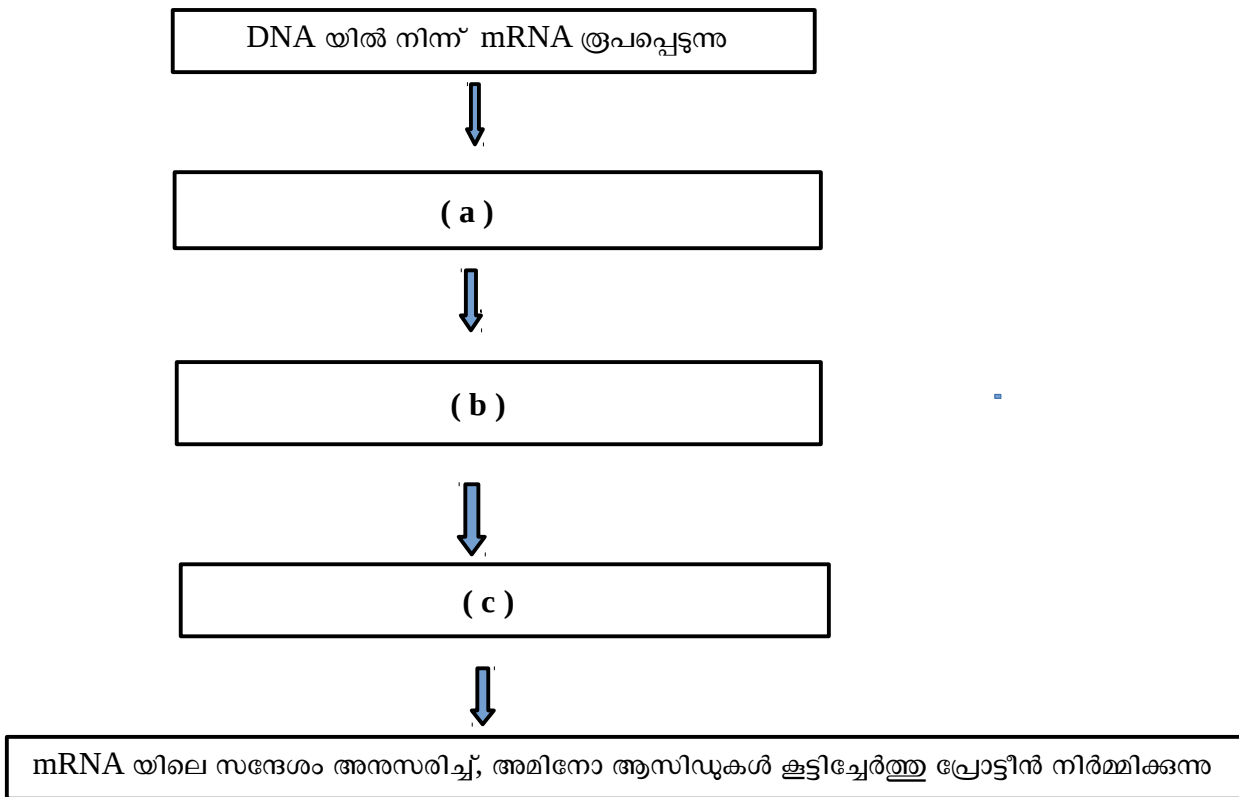 DNA യിൽ നിന്ന് mRNA രൂപപ്പെടുന്നു
( a )
( b )
( c )
mRNA യിലെ സന്ദേശം അനുസരിച്ച്, അമിനോ ആസിഡുകൾ കൂട്ടിച്ചേർത്തു പ്രോട്ടീൻ നിർമ്മിക്കുന്നു